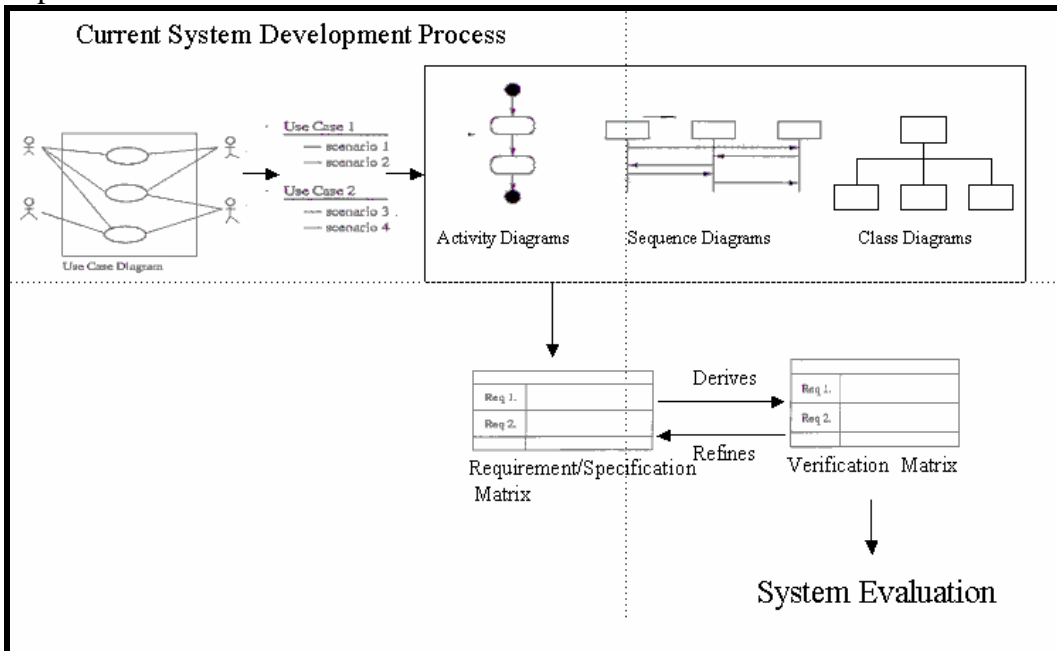 Current System Development Process
Use Case 1
scenario 1
scenario 2
Use Case 2
scenario 3
scenario 4
Use Case Diagram
Activity Diagrams
Sequence Diagrams
Class Diagrams
Req 1.
Req 2.
Requirement/Specification
Matrix
Derives
Refines
Req 1.
Req 2.
Verification Matrix
System Evaluation